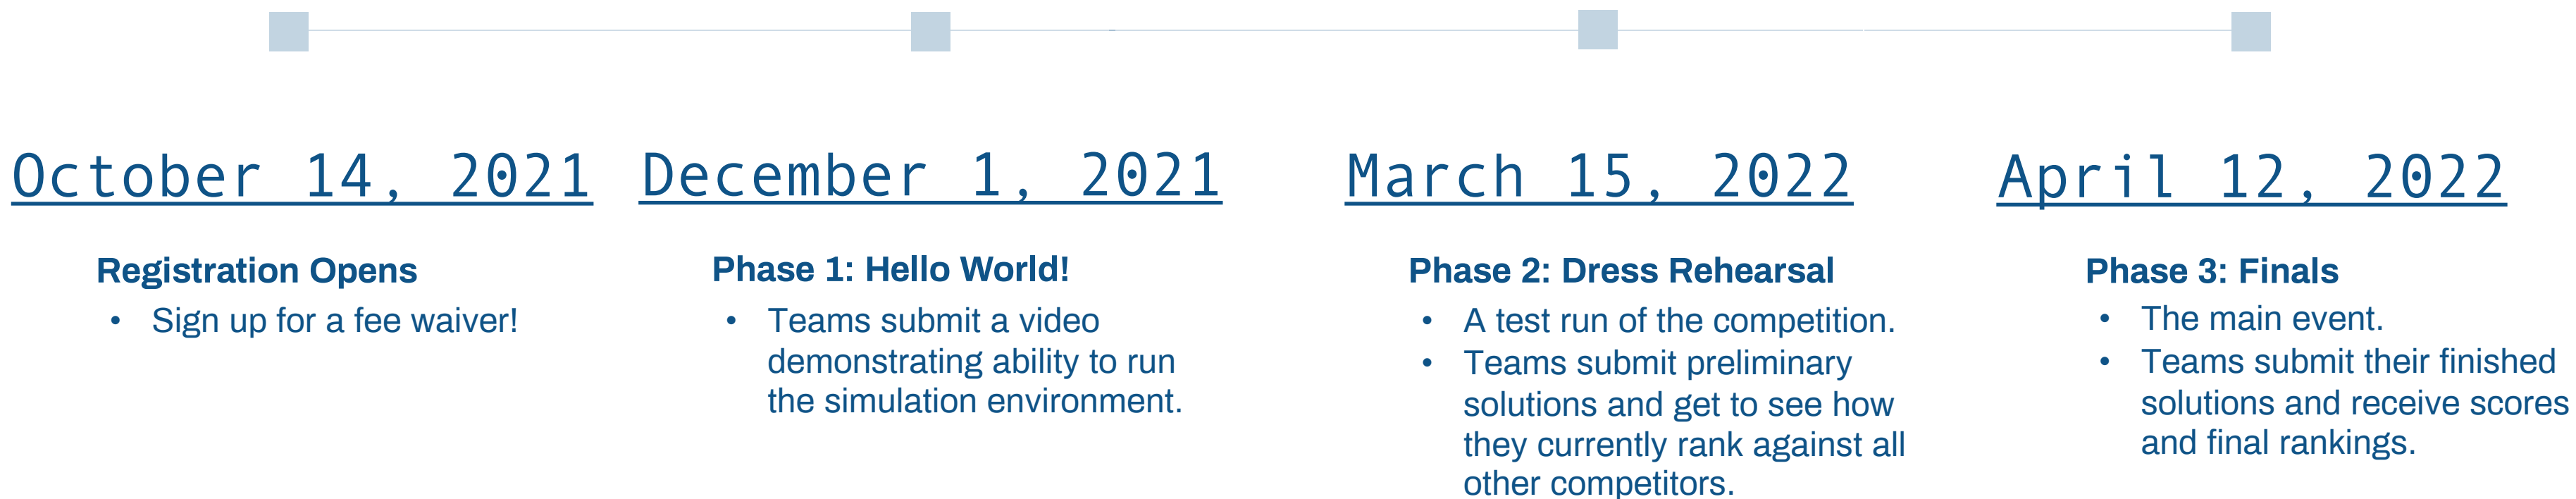 October 14, 2021
Registration Opens
• Sign up for a fee waiver!
December 1, 2021
Phase 1: Hello World!
• Teams submit a video
demonstrating ability to run
the simulation environment.
March 15, 2022
Phase 2: Dress Rehearsal
• A test run of the competition.
• Teams submit preliminary
solutions and get to see how
they currently rank against all
other competitors.
April 12, 2022
Phase 3: Finals
• The main event.
• Teams submit their finished
solutions and receive scores
and final rankings.